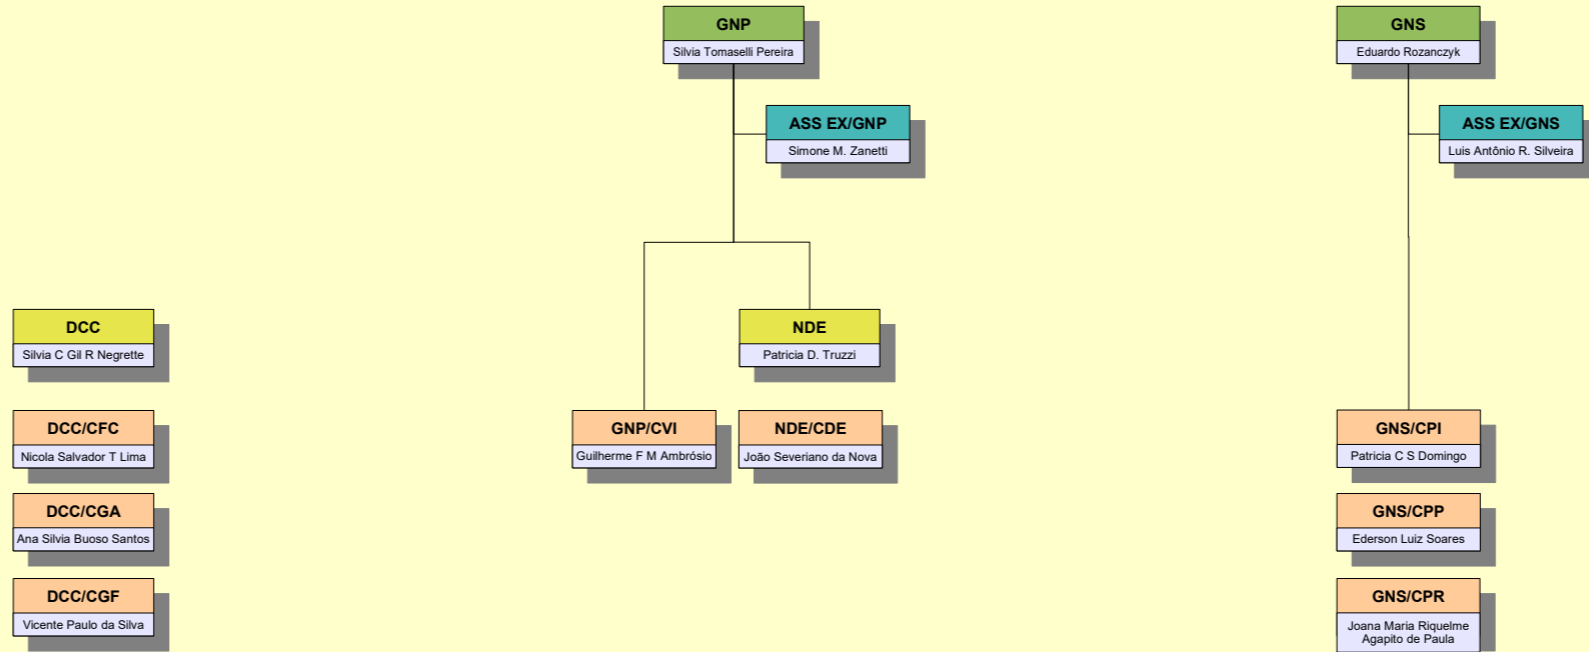 GNP
Silvia Tomaselli Pereira
GNS
Eduardo Rozanczyk
ASS EX/GNP
Simone M. Zanetti
ASS EX/GNS
Luis Antônio R. Silveira
DCC
Silvia C Gil R Negrette
NDE
Patricia D. Truzzi
DCC/CFC
Nicola Salvador T Lima
GNP/CVI
Guilherme F M Ambrósio
NDE/CDE
João Severiano da Nova
GNS/CPI
Patricia C S Domingo
DCC/CGA
Ana Silvia Buoso Santos
GNS/CPP
Ederson Luiz Soares
DCC/CGF
Vicente Paulo da Silva
GNS/CPR
Joana Maria Riquelme
Agapito de Paula